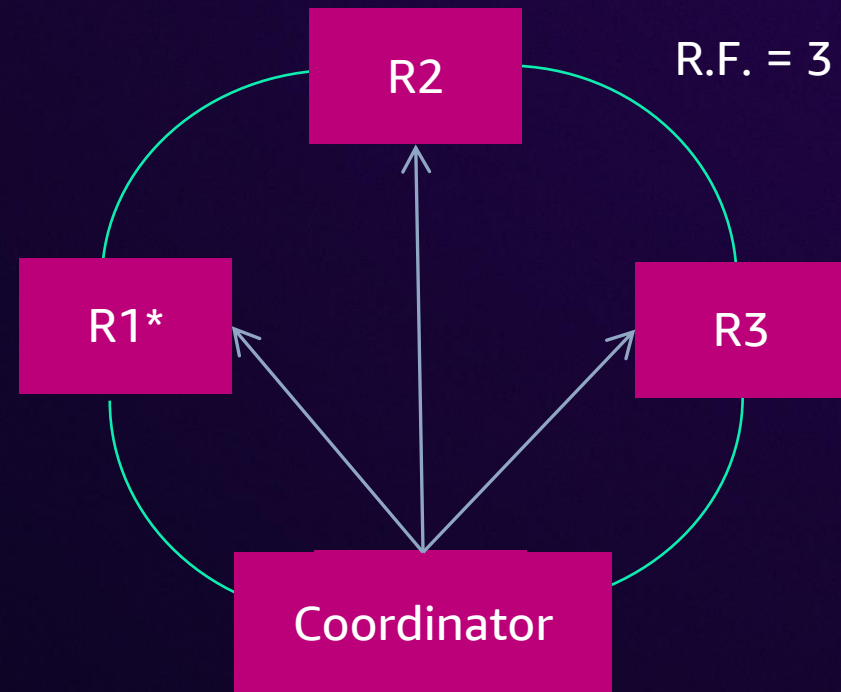 R2
R.F. = 3
R1*
R3
Coordinator